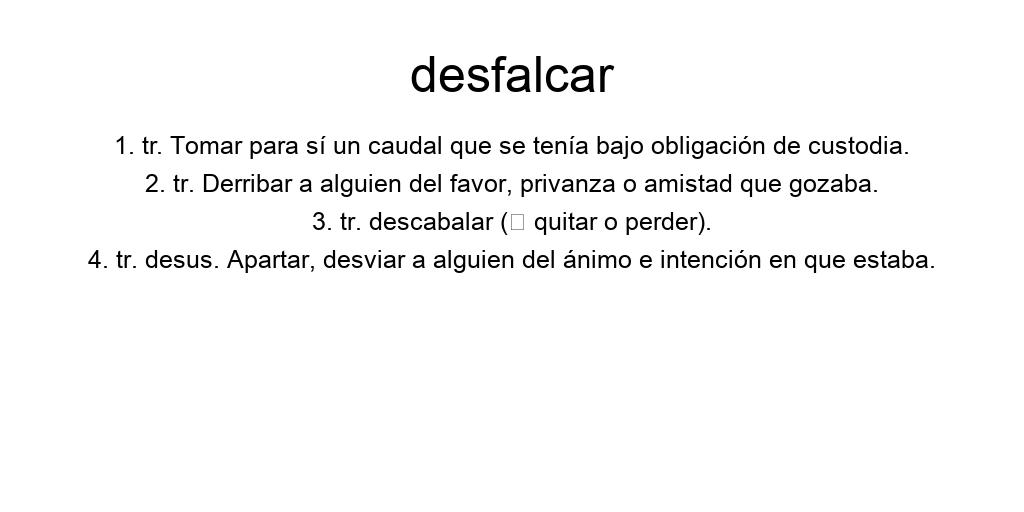 desfalcar
1. tr. Tomar para sí un caudal que se tenía bajo obligación de custodia.
2. tr. Derribar a alguien del favor, privanza o amistad que gozaba.
3. tr. descabalar (□ quitar o perder).
4. tr. desus. Apartar, desviar a alguien del ánimo e intención en que estaba.